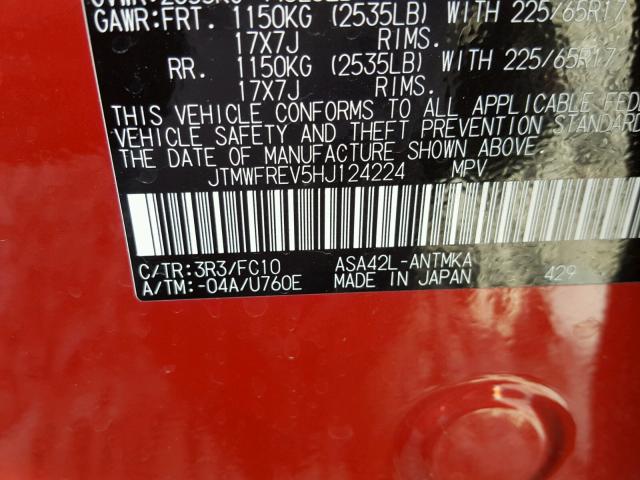 GAWR:FRT. 1150KG (2535LB) WITH 225/65R17
17X7J RIMS.
RR. 1150KG (2535LB) WITH 225/65R17
17X7J RIMS.
THIS VEHICLE CONFORMS TO ALL APPLICABLE FED
VEHICLE SAFETY AND THEFT PREVENTION STANDAR
THE DATE OF MANUFACTURE SHOWN ABOVE.
JTMWFREV5HJ124224 MPV
C/TR: 3R3/FC10 ASA42L-ANTMKA
A/TM: -04A/U760E MADE IN JAPAN 429